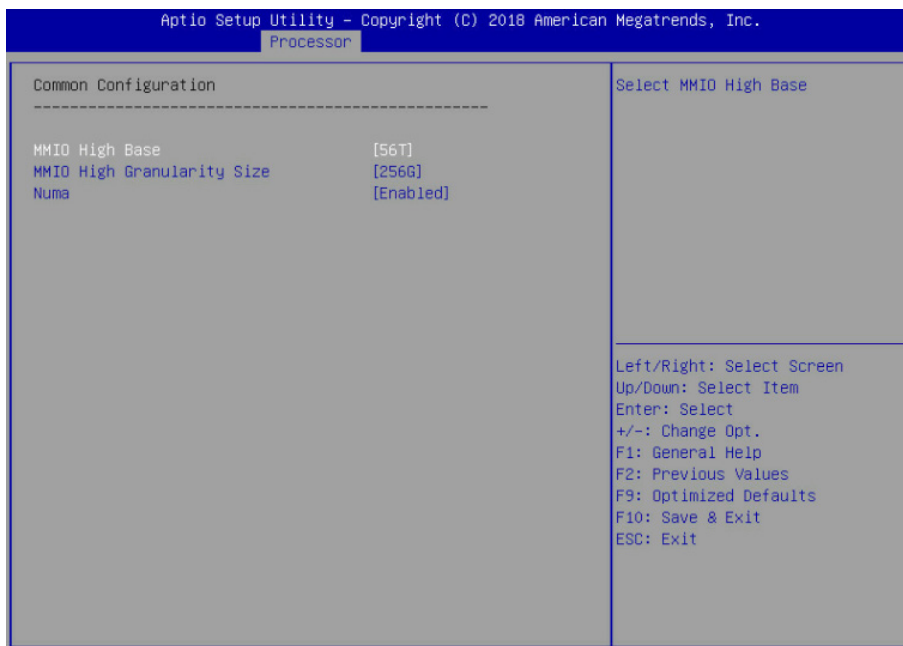 Aptio Setup Utility – Copyright (C) 2018 American Megatrends, Inc.
Processor
Common Configuration
--------------------------------------------------
MMIO High Base [56T]
MMIO High Granularity Size [256G]
Numa [Enabled]
Select MMIO High Base
Left/Right: Select Screen
Up/Down: Select Item
Enter: Select
+/-: Change Opt.
F1: General Help
F2: Previous Values
F9: Optimized Defaults
F10: Save & Exit
ESC: Exit